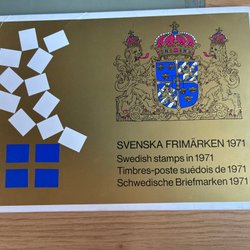 SVENSKA FRIMÄRKEN 1971
Swedish stamps in 1971
Timbres-poste suédois de 1971
Schwedische Briefmarken 1971